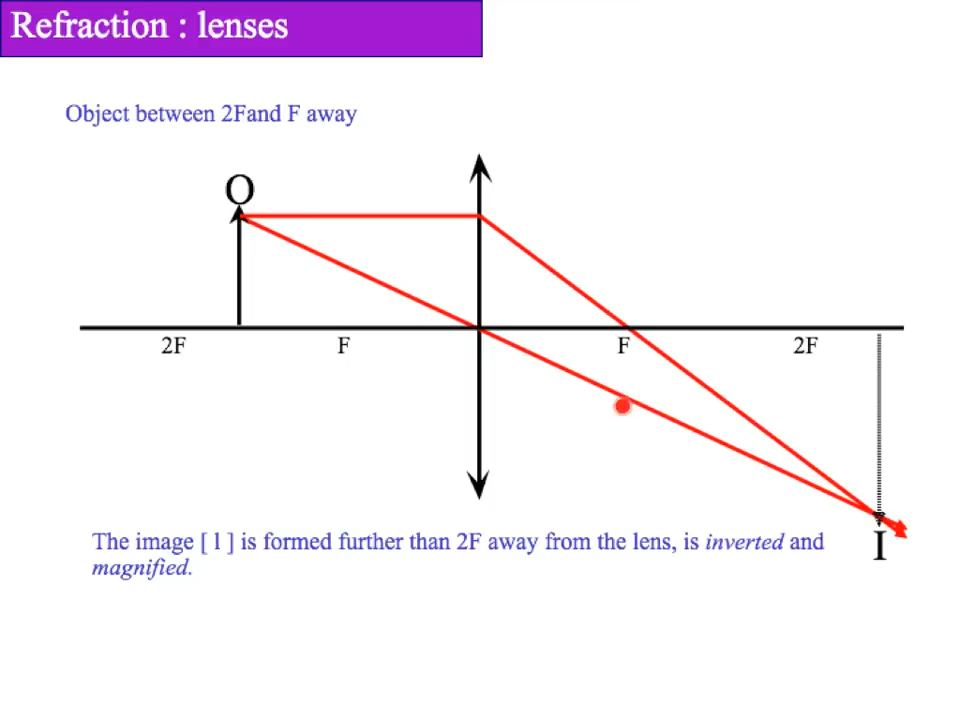 Refraction : lenses
Object between 2Fand F away
O
2F
F
F
2F
The image [ l ] is formed further than 2F away from the lens, is inverted and
magnified.
I